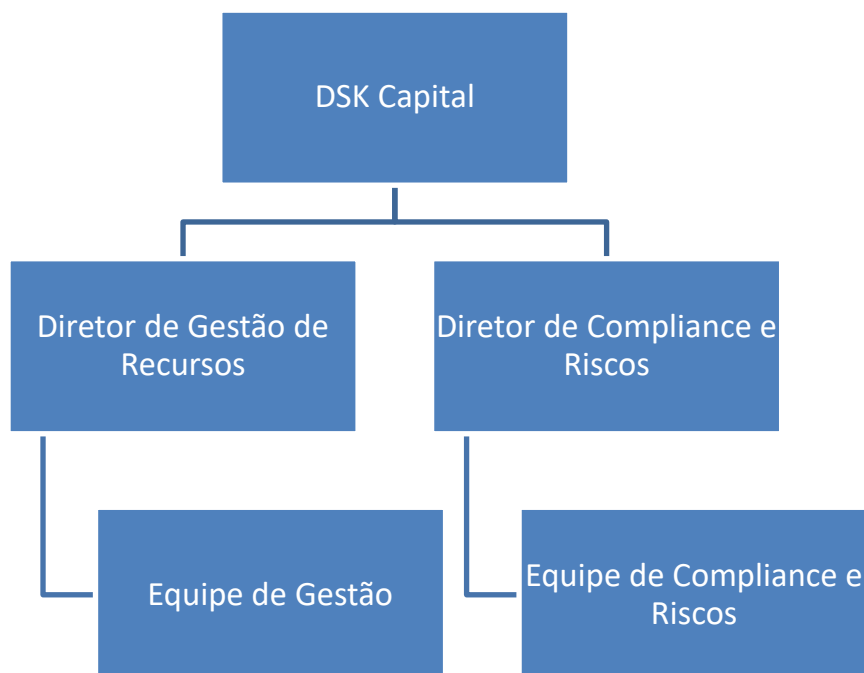 DSK Capital
Diretor de Gestão de
Recursos
Diretor de Compliance e
Riscos
Equipe de Gestão
Equipe de Compliance e
Riscos